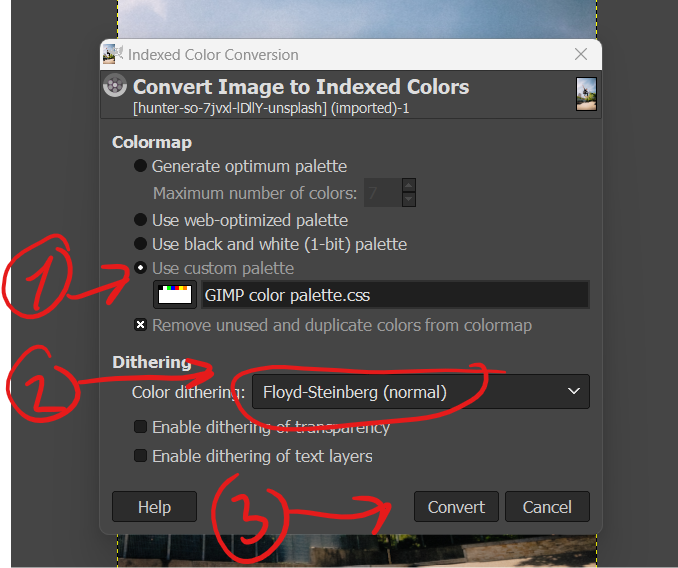 Indexed Color Conversion
Convert Image to Indexed Colors
[hunter-so-7jvxl-lDllY-unsplash] (imported)-1
Colormap
Generate optimum palette
Maximum number of colors: 7
Use web-optimized palette
Use black and white (1-bit) palette
1
Use custom palette
GIMP color palette.css
Remove unused and duplicate colors from colormap
2
Dithering
Color dithering: Floyd-Steinberg (normal)
Enable dithering of transparency
Enable dithering of text layers
3
Help Convert Cancel